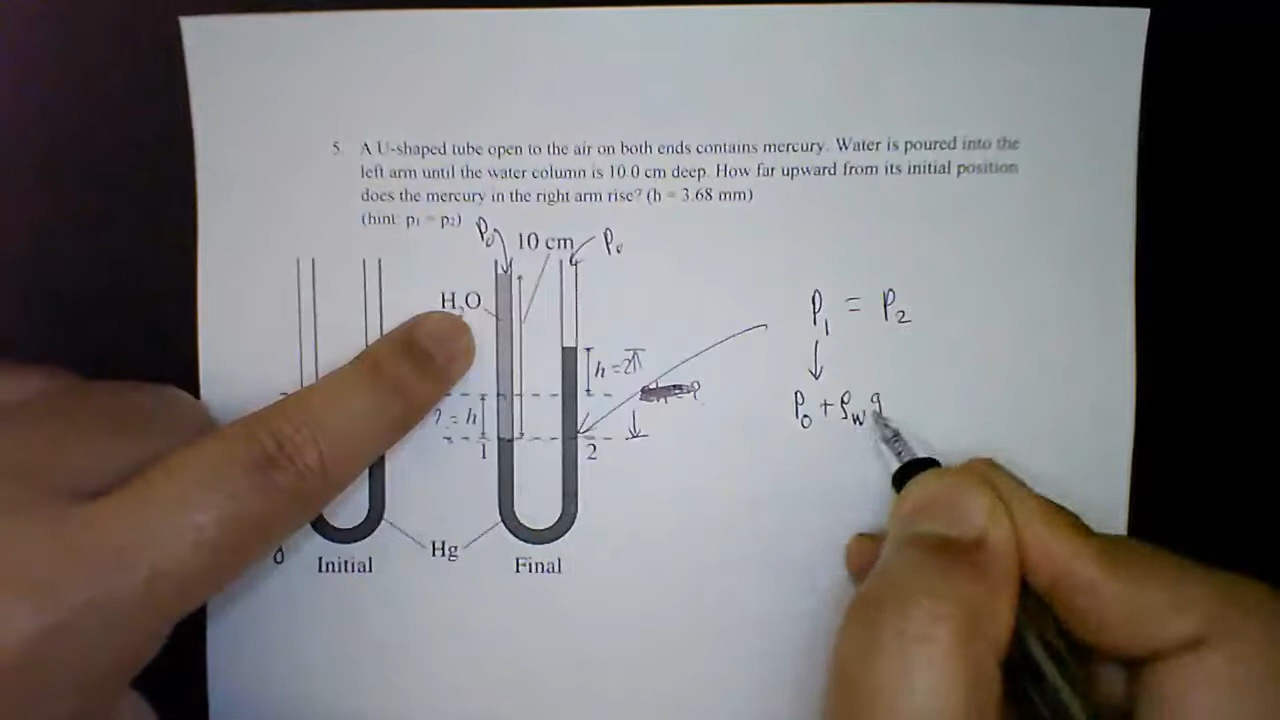 5. A U-shaped tube open to the air on both ends contains mercury. Water is poured into the
left arm until the water column is 10.0 cm deep. How far upward from its initial position
does the mercury in the right arm rise? (h = 3.68 mm)
(hint: p₁ = p₂)
P₀ 10 cm P₀
H₂O
P₁ = P₂
h = 2
? = h
P₀ + ρ_w g
1 2
Hg
Initial Final